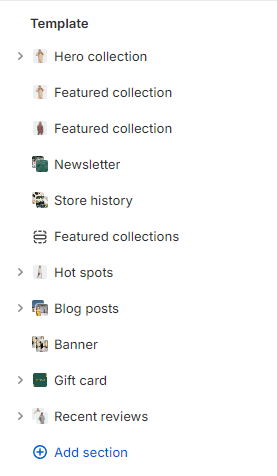 Template
Hero collection
Featured collection
Featured collection
Newsletter
Store history
Featured collections
Hot spots
Blog posts
Banner
Gift card
Recent reviews
Add section